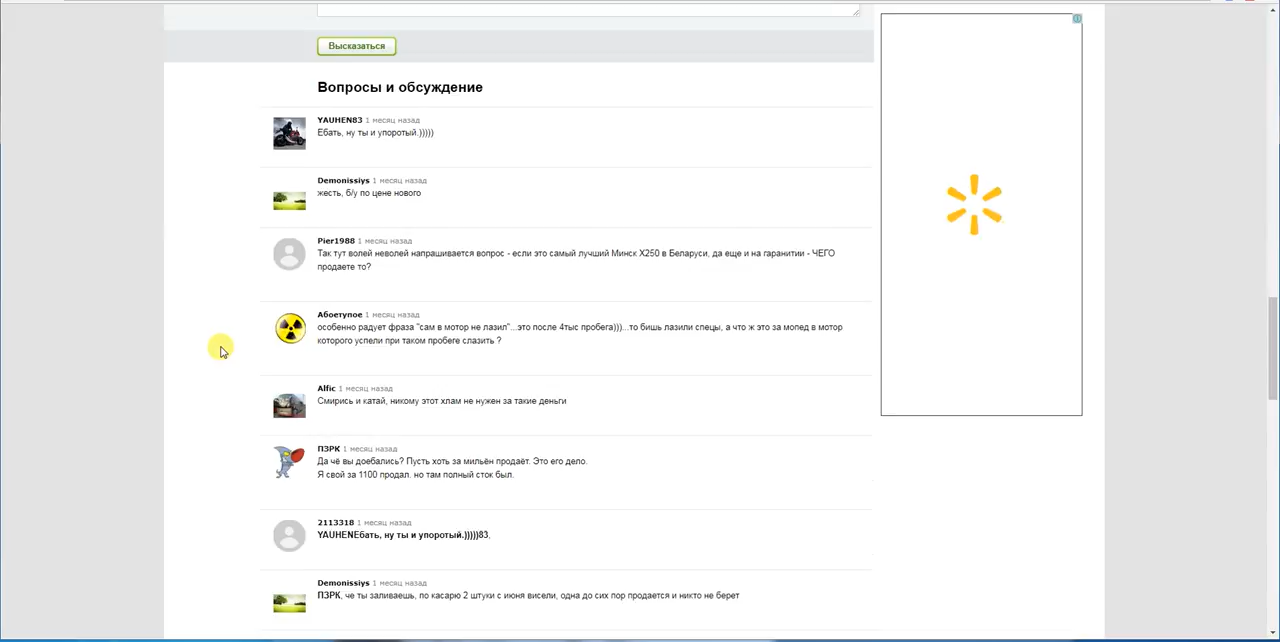 Высказаться
Вопросы и обсуждение
YAUHEN83 1 месяц назад
Ебать, ну ты и упоротый.)))))
Demonissiys 1 месяц назад
жесть, б/у по цене нового
Pier1988 1 месяц назад
Так тут волей неволей напрашивается вопрос - если это самый лучший Минск X250 в Беларуси, да еще и на гаранитии - ЧЕГО
продаете то?
Абоетупое 1 месяц назад
особенно радует фраза "сам в мотор не лазил"...это после 4тыс пробега)))...то бишь лазили спецы, а что ж это за мопед в мотор
которого успели при таком пробеге слазить ?
Alfic 1 месяц назад
Смирись и катай, никому этот хлам не нужен за такие деньги
ПЗРК 1 месяц назад
Да чё вы доебались? Пусть хоть за мильён продаёт. Это его дело.
Я свой за 1100 продал. но там полный сток был.
2113318 1 месяц назад
YAUHENЕбать, ну ты и упоротый.)))))83,
Demonissiys 1 месяц назад
ПЗРК, че ты заливаешь, по касарю 2 штуки с июня висели, одна до сих пор продается и никто не берет